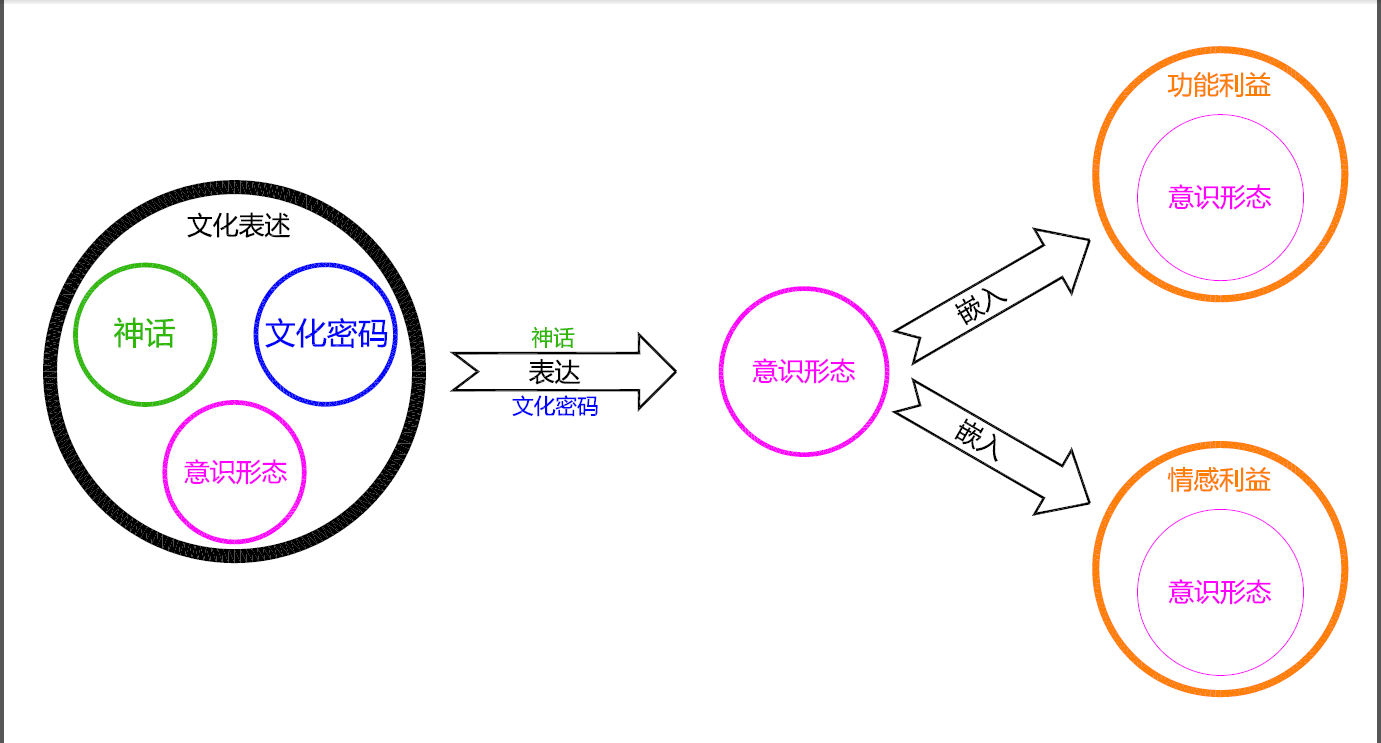 文化表述
神话
文化密码
意识形态
神话
表达
文化密码
意识形态
嵌入
嵌入
功能利益
意识形态
情感利益
意识形态